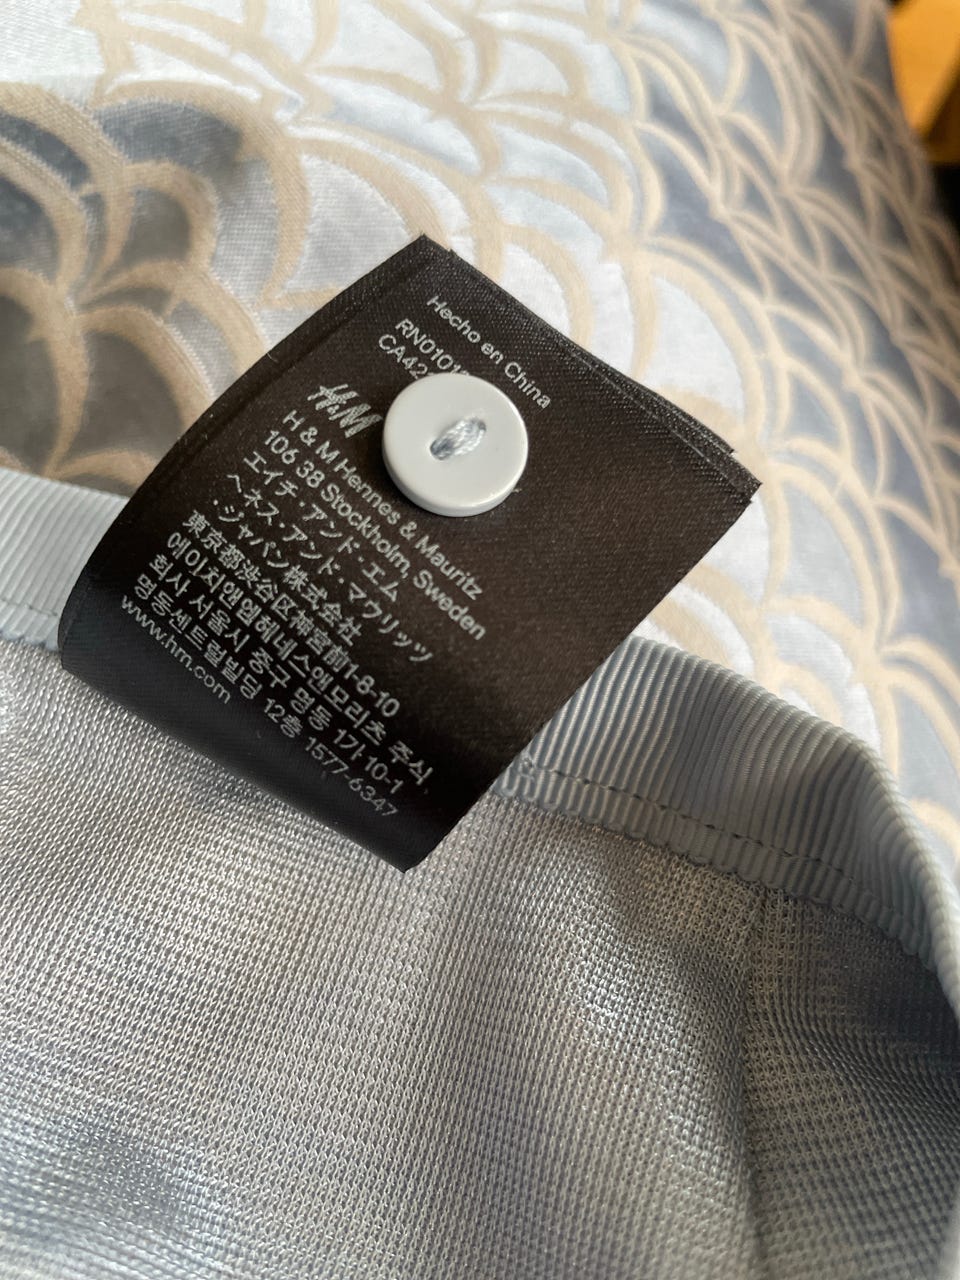 Hecho en China
RN0101
CA42
H&M
H & M Hennes & Mauritz
106 38 Stockholm, Sweden
エイチ・アンド・エム
ヘネス・アンド・マウリッツ
・ジャパン株式会社
東京都渋谷区神宮前1-8-10
에이치앤엠헤네스앤모리츠 주식
회사 서울시 중구 명동 1가 10-1
명동센트럴빌딩 12층 1577-6347
www.hm.com